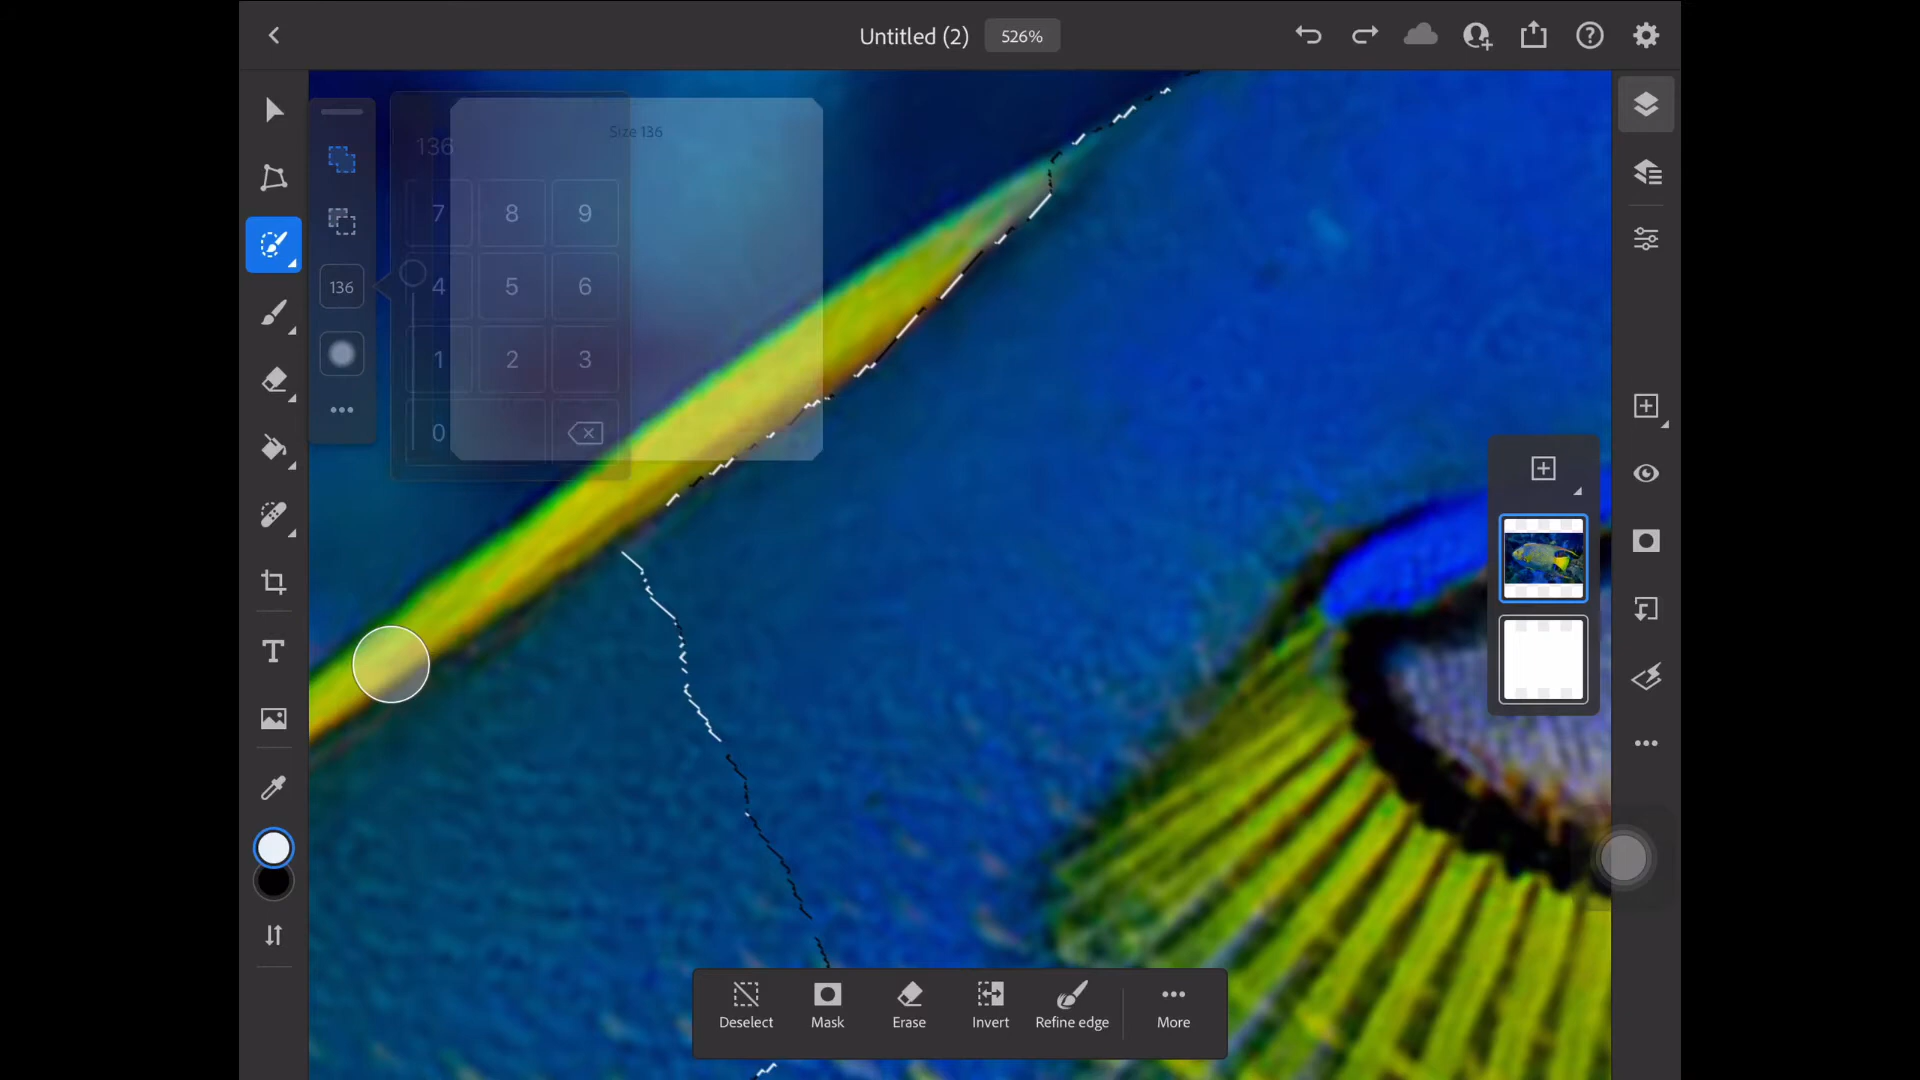 Untitled (2)
526%
Size 136
136
7
8
9
136
4
5
6
1
2
3
0
T
Deselect
Mask
Erase
Invert
Refine edge
More